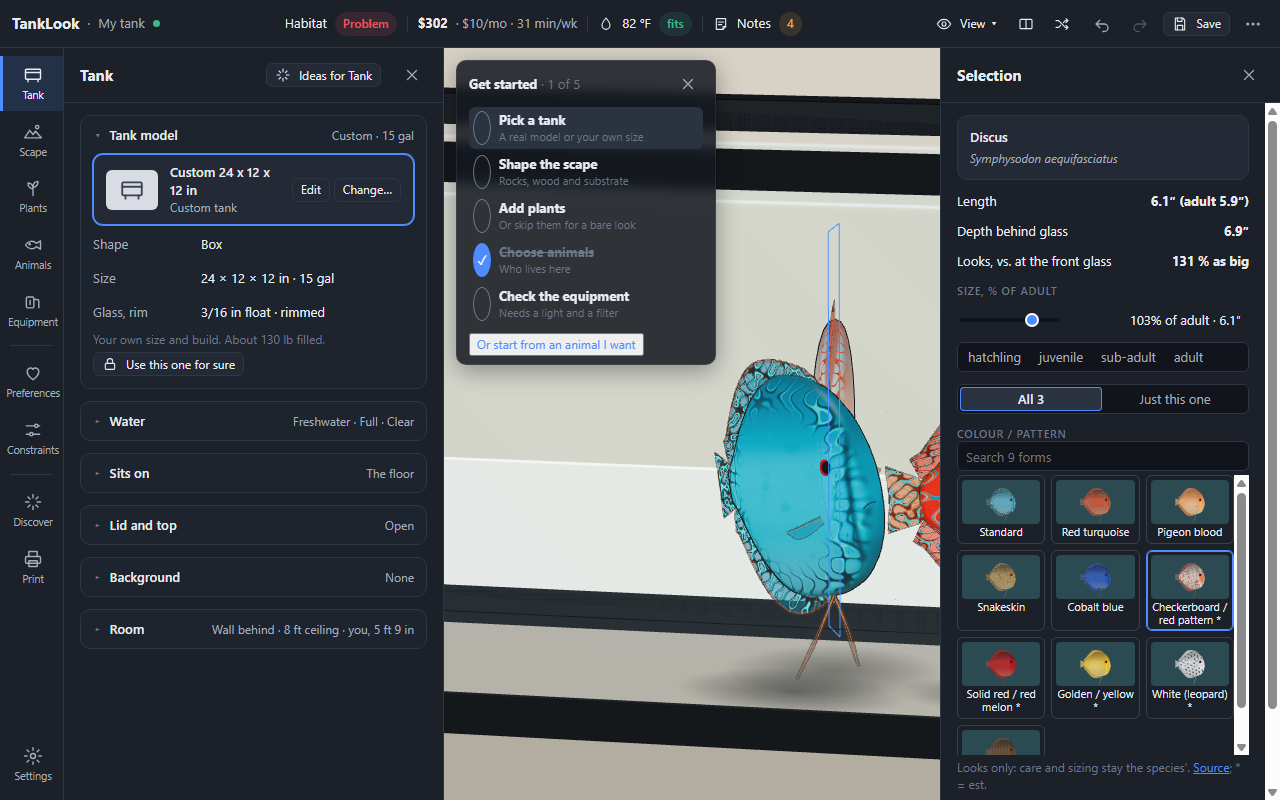 TankLook · My tank
Habitat Problem $302 · $10/mo · 31 min/wk 82 °F fits Notes 4
View Save
Tank
Scape
Plants
Animals
Equipment
Preferences
Constraints
Discover
Print
Settings
Tank
Ideas for Tank
Tank model Custom · 15 gal
Custom 24 x 12 x
12 in
Custom tank
Edit Change...
Shape Box
Size 24 × 12 × 12 in · 15 gal
Glass, rim 3/16 in float · rimmed
Your own size and build. About 130 lb filled.
Use this one for sure
Water Freshwater · Full · Clear
Sits on The floor
Lid and top Open
Background None
Room Wall behind · 8 ft ceiling · you, 5 ft 9 in
Get started · 1 of 5
Pick a tank
A real model or your own size
Shape the scape
Rocks, wood and substrate
Add plants
Or skip them for a bare look
Choose animals
Who lives here
Check the equipment
Needs a light and a filter
Or start from an animal I want
Selection
Discus
Symphysodon aequifasciatus
Length 6.1″ (adult 5.9″)
Depth behind glass 6.9″
Looks, vs. at the front glass 131 % as big
SIZE, % OF ADULT
103% of adult · 6.1″
hatchling juvenile sub-adult adult
All 3 Just this one
COLOUR / PATTERN
Search 9 forms
Standard Red turquoise Pigeon blood
Snakeskin Cobalt blue Checkerboard /
red pattern *
Solid red / red
melon *
Golden / yellow
*
White (leopard)
*
Looks only: care and sizing stay the species'. Source; *
= est.